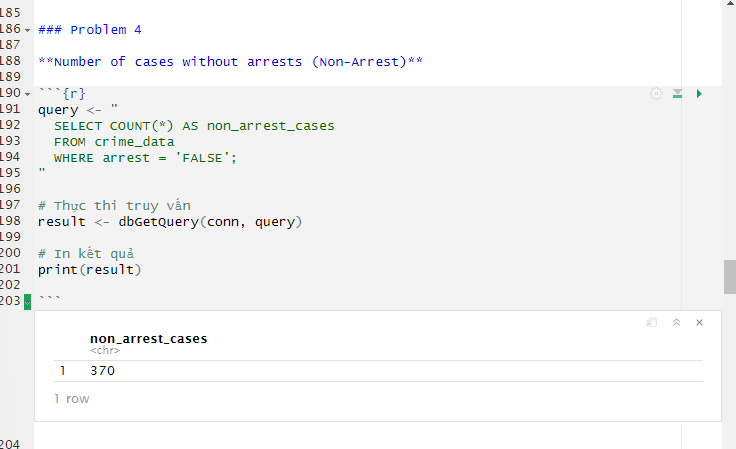 185
186 ### Problem 4
187
188 **Number of cases without arrests (Non-Arrest)**
189
190 ```{r}
191 query <- "
192 SELECT COUNT(*) AS non_arrest_cases
193 FROM crime_data
194 WHERE arrest = 'FALSE';
195 "
196
197 # Thực thi truy vấn
198 result <- dbGetQuery(conn, query)
199
200 # In kết quả
201 print(result)
202
203 ```
non_arrest_cases
<chr>
1 370
1 row
204